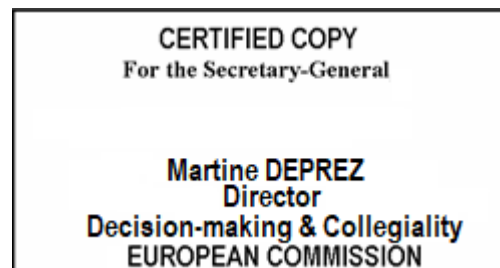 CERTIFIED COPY
For the Secretary-General
Martine DEPREZ
Director
Decision-making & Collegiality
EUROPEAN COMMISSION